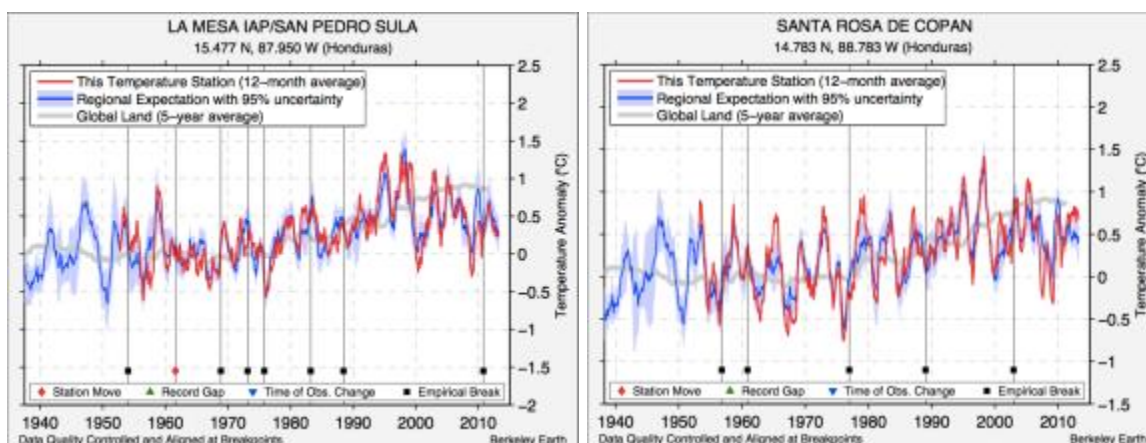 LA MESA IAP/SAN PEDRO SULA
15.477 N, 87.950 W (Honduras)
This Temperature Station (12-month average)
Regional Expectation with 95% uncertainty
Global Land (5-year average)
2.5
2
1.5
1
0.5
0
-0.5
-1
-1.5
-2
Temperature Anomaly (°C)
Station Move
Record Gap
Time of Obs. Change
Empirical Break
1940 1950 1960 1970 1980 1990 2000 2010
Data Quality Controlled and Aligned at Breakpoints
Berkeley Earth
SANTA ROSA DE COPAN
14.783 N, 88.783 W (Honduras)
This Temperature Station (12-month average)
Regional Expectation with 95% uncertainty
Global Land (5-year average)
2.5
2
1.5
1
0.5
0
-0.5
-1
-1.5
Temperature Anomaly (°C)
Station Move
Record Gap
Time of Obs. Change
Empirical Break
1940 1950 1960 1970 1980 1990 2000 2010
Data Quality Controlled and Aligned at Breakpoints
Berkeley Earth